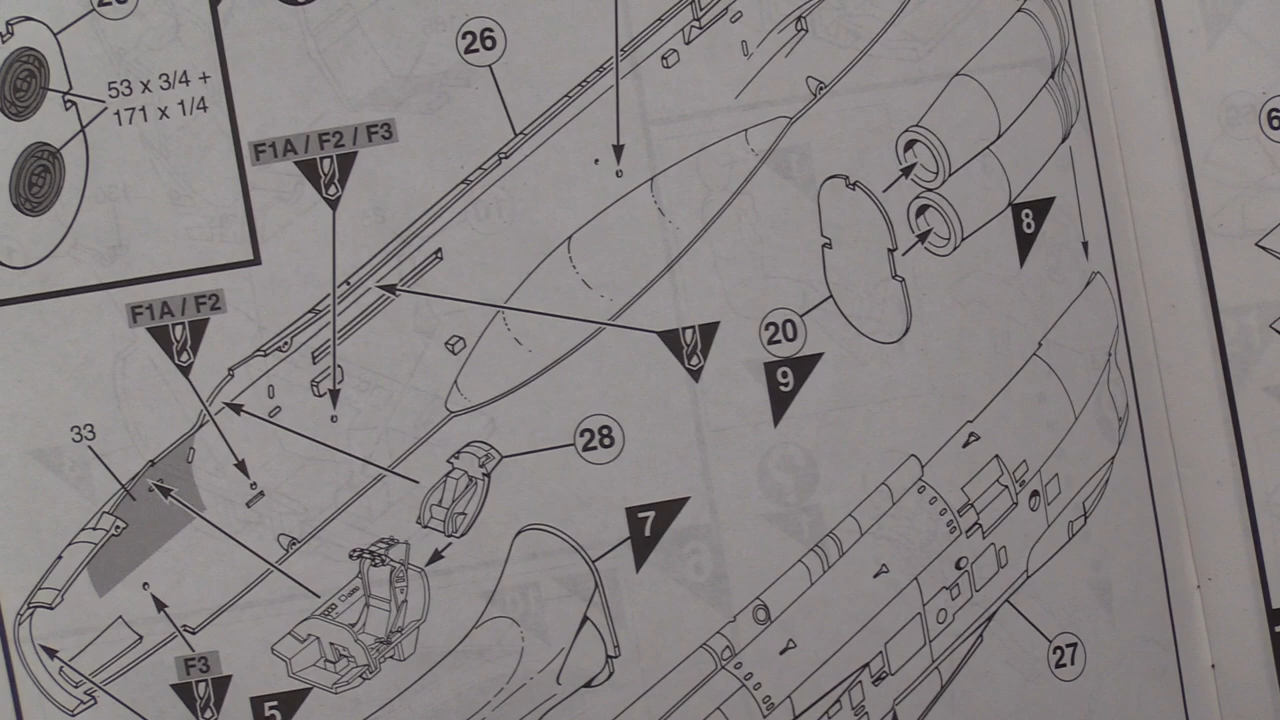 53 x 3/4 +
171 x 1/4
26
F1A / F2 / F3
8
F1A / F2
20
9
33
28
7
F3
5
27